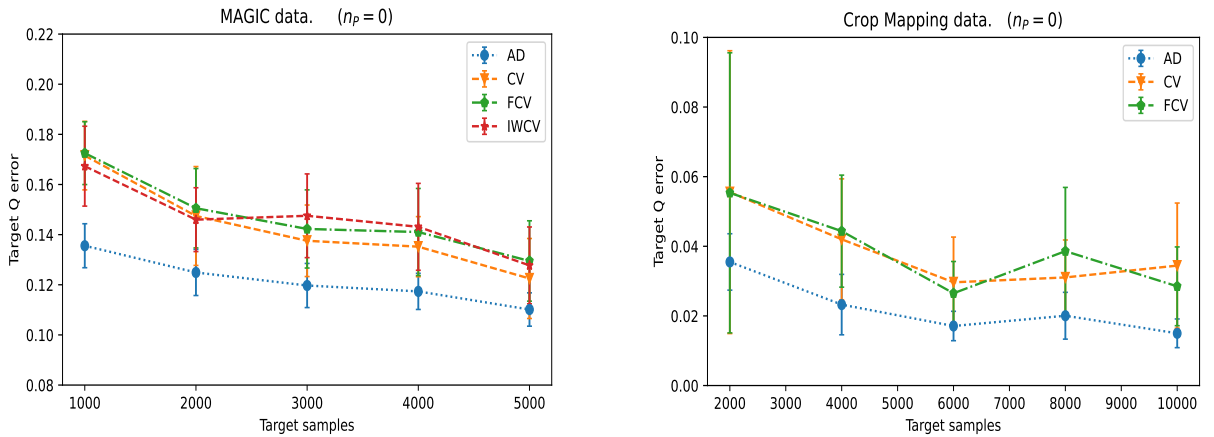 MAGIC data. (n_P = 0)
Target Q error
0.22
0.20
0.18
0.16
0.14
0.12
0.10
0.08
AD
CV
FCV
IWCV
1000 2000 3000 4000 5000
Target samples
Crop Mapping data. (n_P = 0)
Target Q error
0.10
0.08
0.06
0.04
0.02
0.00
AD
CV
FCV
2000 3000 4000 5000 6000 7000 8000 9000 10000
Target samples